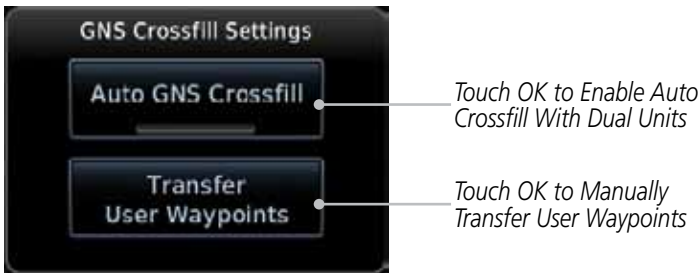 GNS Crossfill Settings
Auto GNS Crossfill
Touch OK to Enable Auto
Crossfill With Dual Units
Transfer
User Waypoints
Touch OK to Manually
Transfer User Waypoints